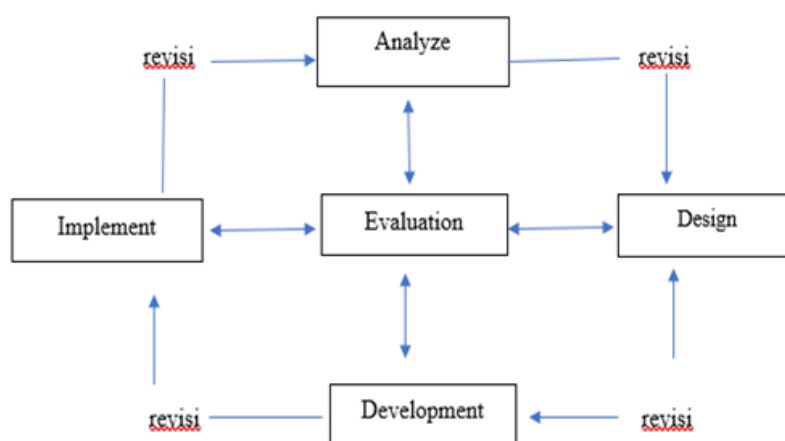 Analyze
revisi
revisi
Implement
Evaluation
Design
revisi
Development
revisi